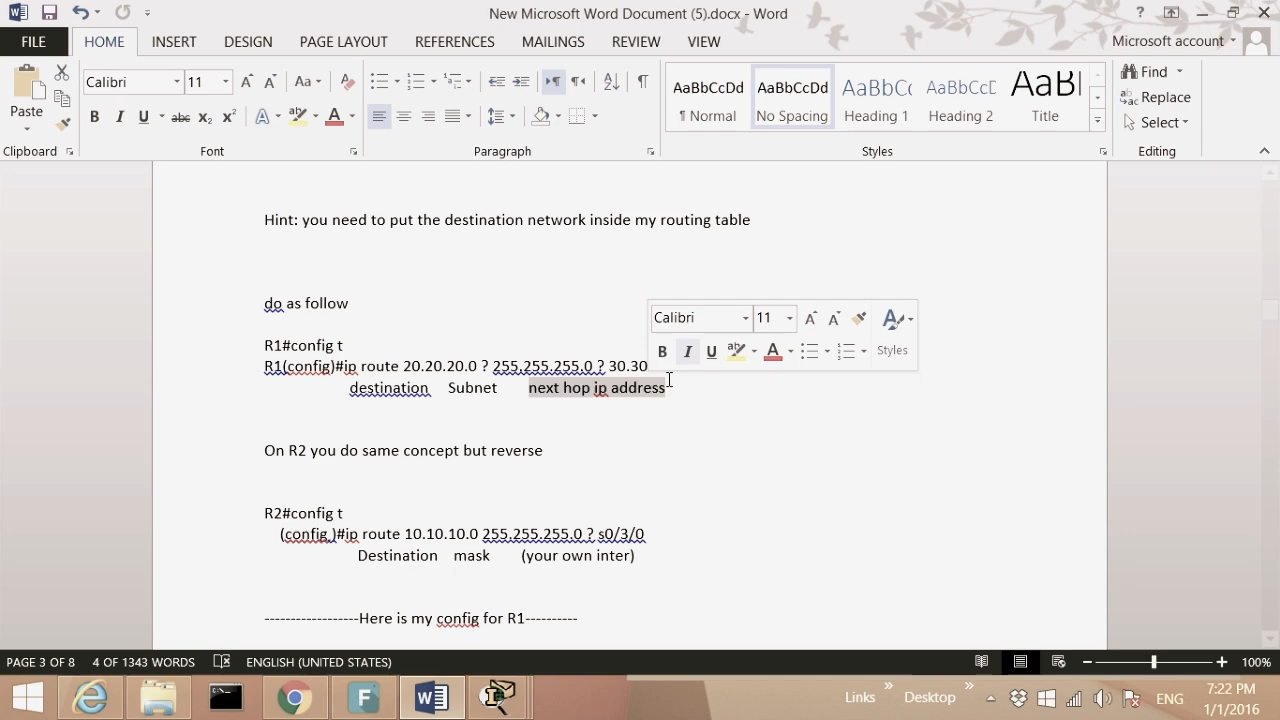 New Microsoft Word Document (5).docx - Word
FILE HOME INSERT DESIGN PAGE LAYOUT REFERENCES MAILINGS REVIEW VIEW Microsoft account
Paste
Calibri 11
AaBbCcDd AaBbCcDd AaBbCc AaBbCcD AaB
¶ Normal No Spacing Heading 1 Heading 2 Title
Find
Replace
Select
Clipboard Font Paragraph Styles Editing
Hint: you need to put the destination network inside my routing table
do as follow
Calibri 11
Styles
R1#config t
R1(config)#ip route 20.20.20.0 ? 255.255.255.0 ? 30.30
destination Subnet next hop ip address
On R2 you do same concept but reverse
R2#config t
(config )#ip route 10.10.10.0 255.255.255.0 ? s0/3/0
Destination mask (your own inter)
------------------Here is my config for R1----------
PAGE 3 OF 8 4 OF 1343 WORDS ENGLISH (UNITED STATES) 100%
Links » Desktop » ENG 7:22 PM
1/1/2016